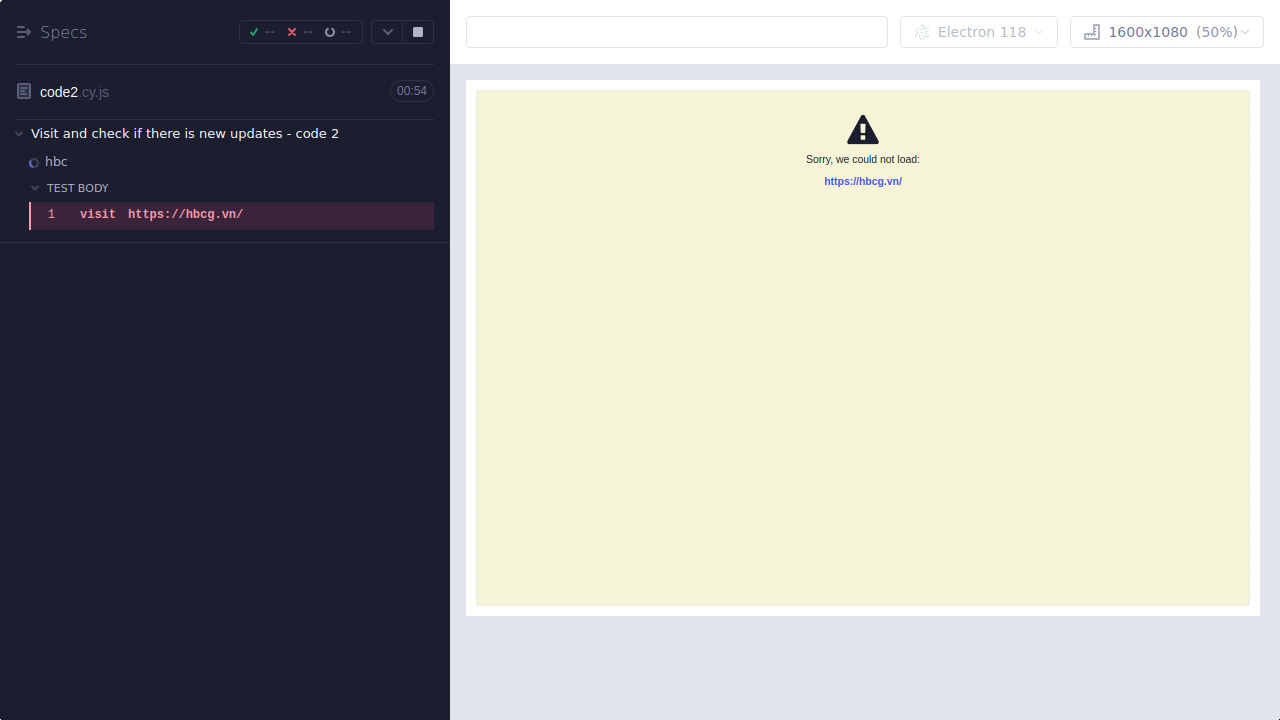 Specs
--
--
--
code2.cy.js
00:54
Visit and check if there is new updates - code 2
hbc
TEST BODY
1 visit https://hbcg.vn/
Electron 118
1600x1080 (50%)
Sorry, we could not load:
https://hbcg.vn/